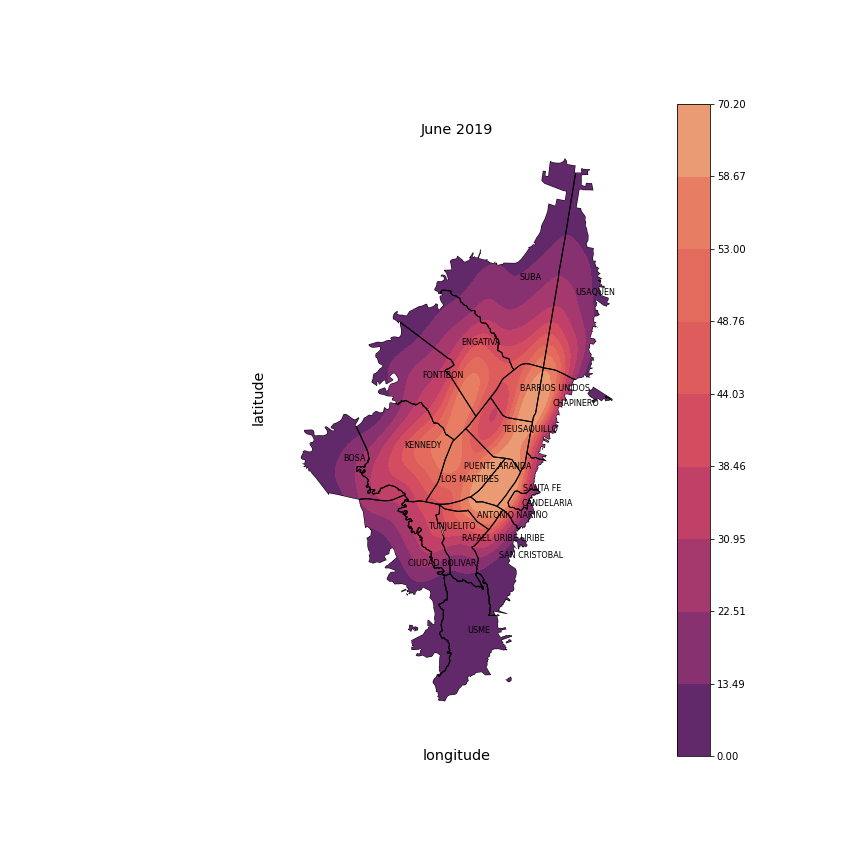 June 2019
70.20
58.67
53.00
48.76
44.03
38.46
30.95
22.51
13.49
0.00
SUBA
USAQUEN
ENGATIVA
FONTIBON
BARRIOS UNIDOS
CHAPINERO
TEUSAQUILLO
KENNEDY
BOSA
PUENTE ARANDA
LOS MARTIRES
SANTA FE
CANDELARIA
ANTONIO NARIÑO
TUNJUELITO
RAFAEL URIBE URIBE
SAN CRISTOBAL
CIUDAD BOLIVAR
USME
latitude
longitude